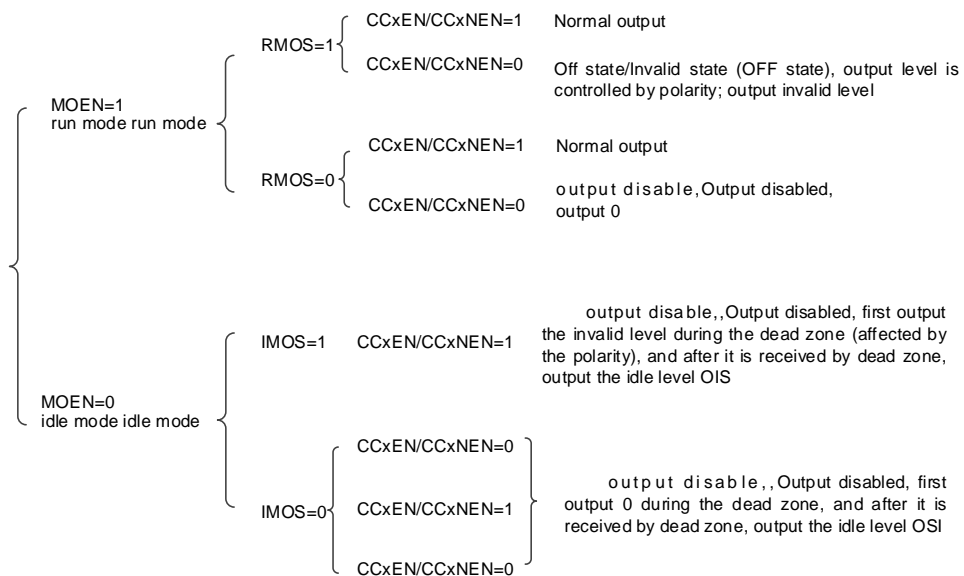 CCxEN/CCxNEN=1 Normal output
RMOS=1
CCxEN/CCxNEN=0 Off state/Invalid state (OFF state), output level is
controlled by polarity; output invalid level
MOEN=1
run mode run mode
CCxEN/CCxNEN=1 Normal output
RMOS=0
CCxEN/CCxNEN=0 output disable,Output disabled,
output 0
output disable,,Output disabled, first output
IMOS=1 CCxEN/CCxNEN=1 the invalid level during the dead zone (affected by
the polarity), and after it is received by dead zone,
output the idle level OIS
MOEN=0
idle mode idle mode
CCxEN/CCxNEN=0
output disable,,Output disabled, first
IMOS=0 CCxEN/CCxNEN=1 output 0 during the dead zone, and after it is
received by dead zone, output the idle level OSI
CCxEN/CCxNEN=0